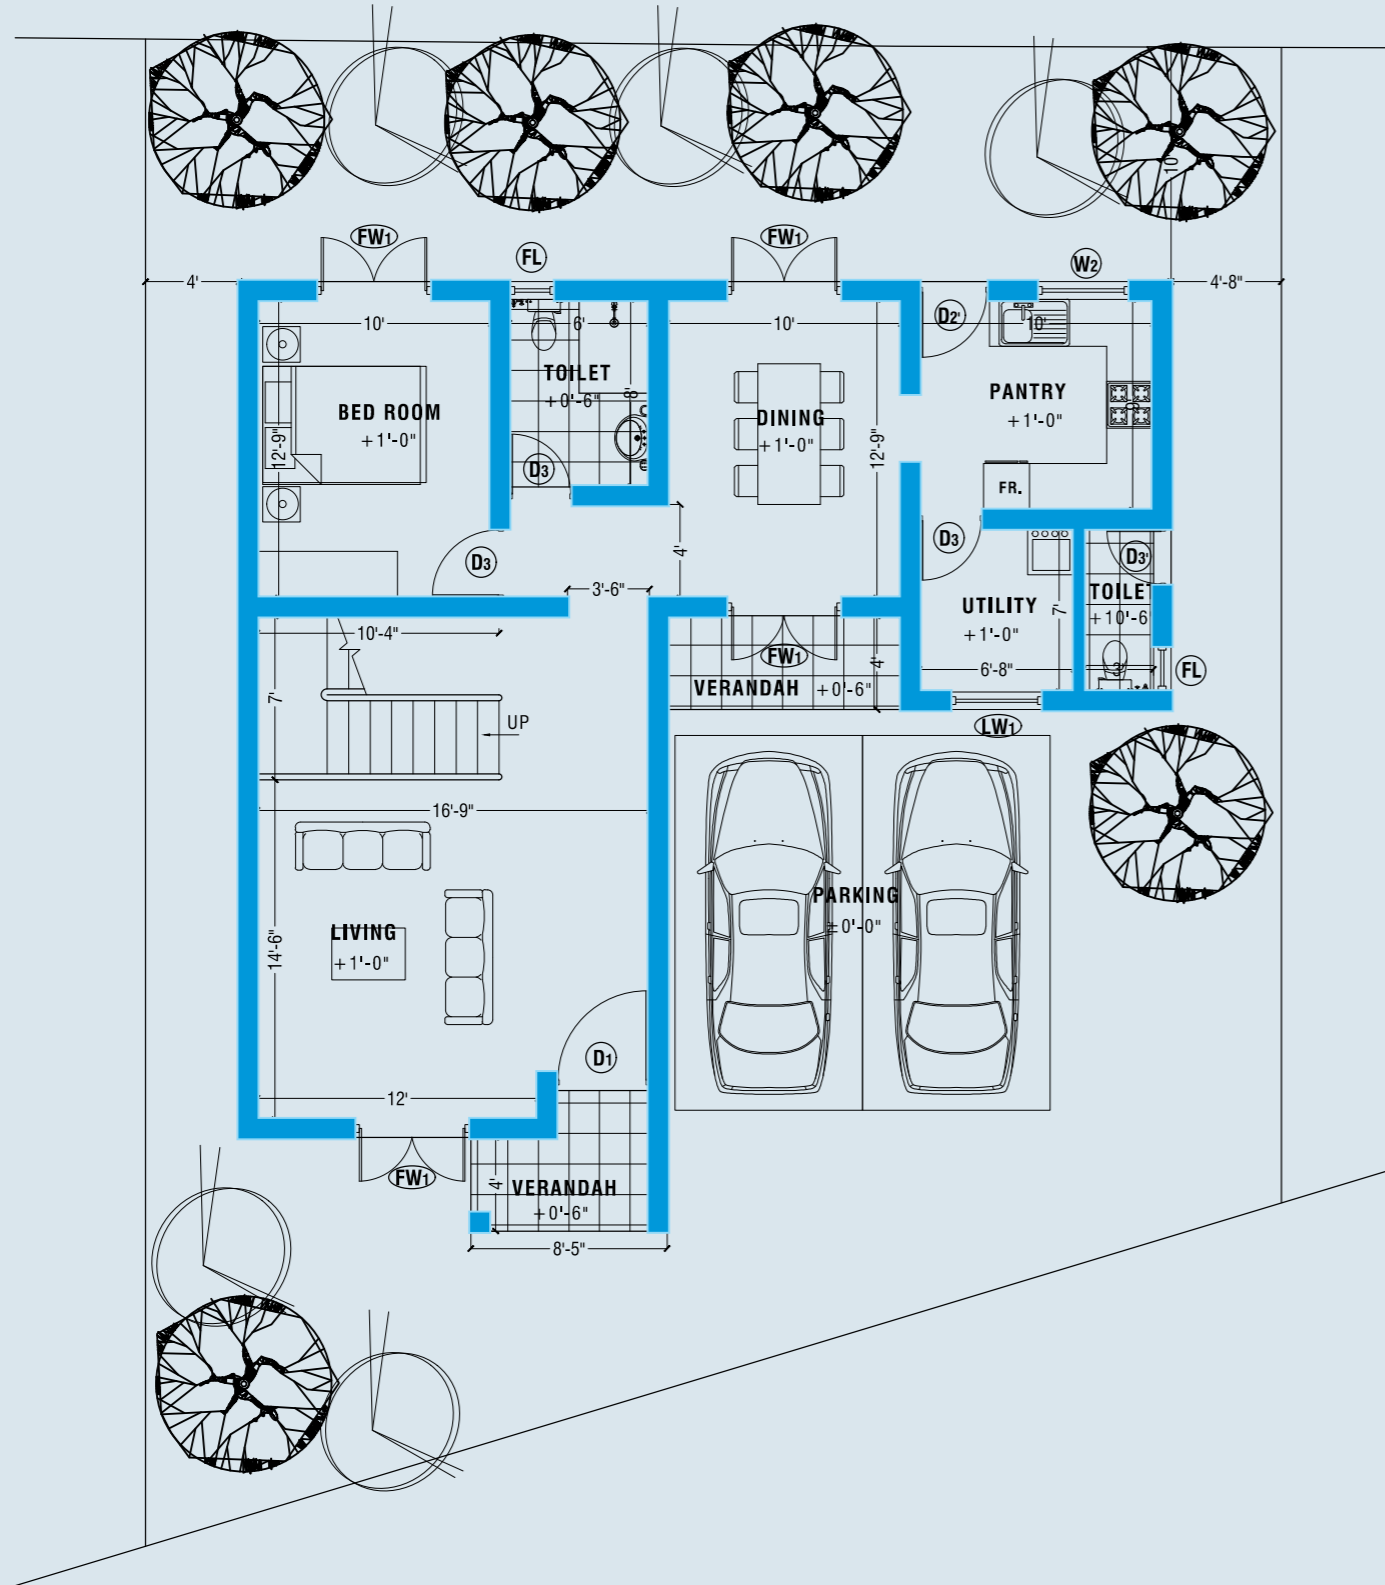 10'
FW1
FL
FW1
W2
4'
4'-8"
10'
6'
10'
D2'
10'
TOILET
+0'-6"
8'
BED ROOM
+1'-0"
12'-9"
DINING
+1'-0"
12'-9"
PANTRY
+1'-0"
9'
D3
FR.
D3
4'
D3
D3'
3'-6"
UTILITY
+1'-0"
7'
TOILET
+10'-6
10'-4"
7'
FW1
4'
VERANDAH +0'-6"
6'-8"
3'
FL
UP
LW1
16'-9"
PARKING
±0'-0"
LIVING
+1'-0"
14'-6"
D1
12'
FW1
4'
VERANDAH
+0'-6"
8'-5"